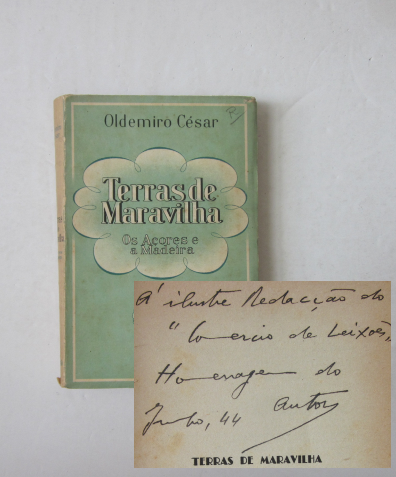 Oldemiro César
Terras de
Maravilha
Os Açores e
a Madeira
À ilustre Redacção do
"Comercio de Leixões„
Homenagem do
Junho, 44 autor
TERRAS DE MARAVILHA